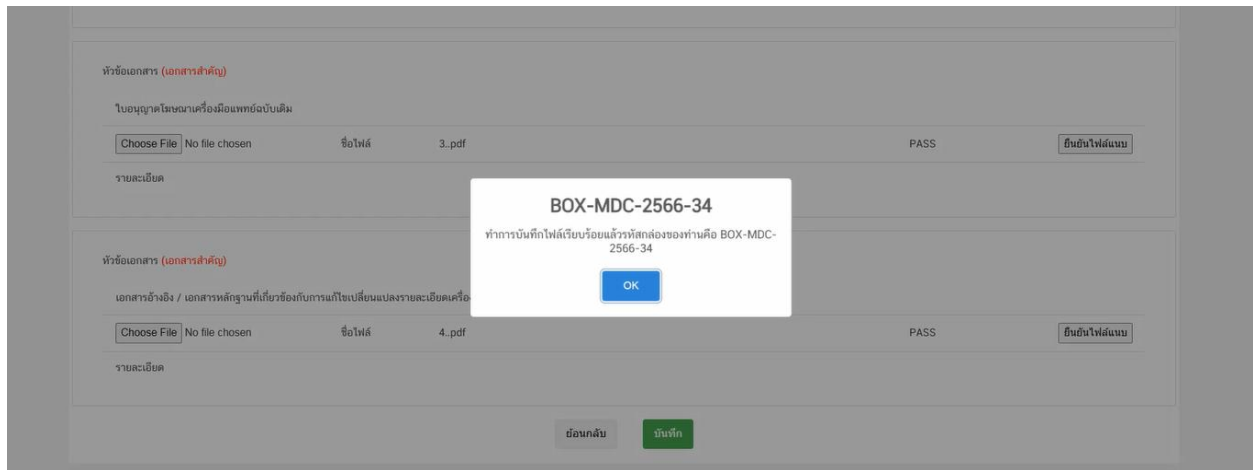 หัวข้อเอกสาร (เอกสารสำคัญ)
ใบอนุญาตโฆษณาเครื่องมือแพทย์ฉบับเดิม
Choose File No file chosen ชื่อไฟล์ 3..pdf PASS ยืนยันไฟล์แนบ
รายละเอียด
BOX-MDC-2566-34
ทำการบันทึกไฟล์เรียบร้อยแล้วรหัสกล่องของท่านคือ BOX-MDC-
2566-34
OK
หัวข้อเอกสาร (เอกสารสำคัญ)
เอกสารอ้างอิง / เอกสารหลักฐานที่เกี่ยวข้องกับการแก้ไขเปลี่ยนแปลงรายละเอียดเครื่อง
Choose File No file chosen ชื่อไฟล์ 4..pdf PASS ยืนยันไฟล์แนบ
รายละเอียด
ย้อนกลับ บันทึก